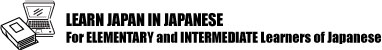 LEARN JAPAN IN JAPANESE
For ELEMENTARY and INTERMEDIATE Learners of Japanese